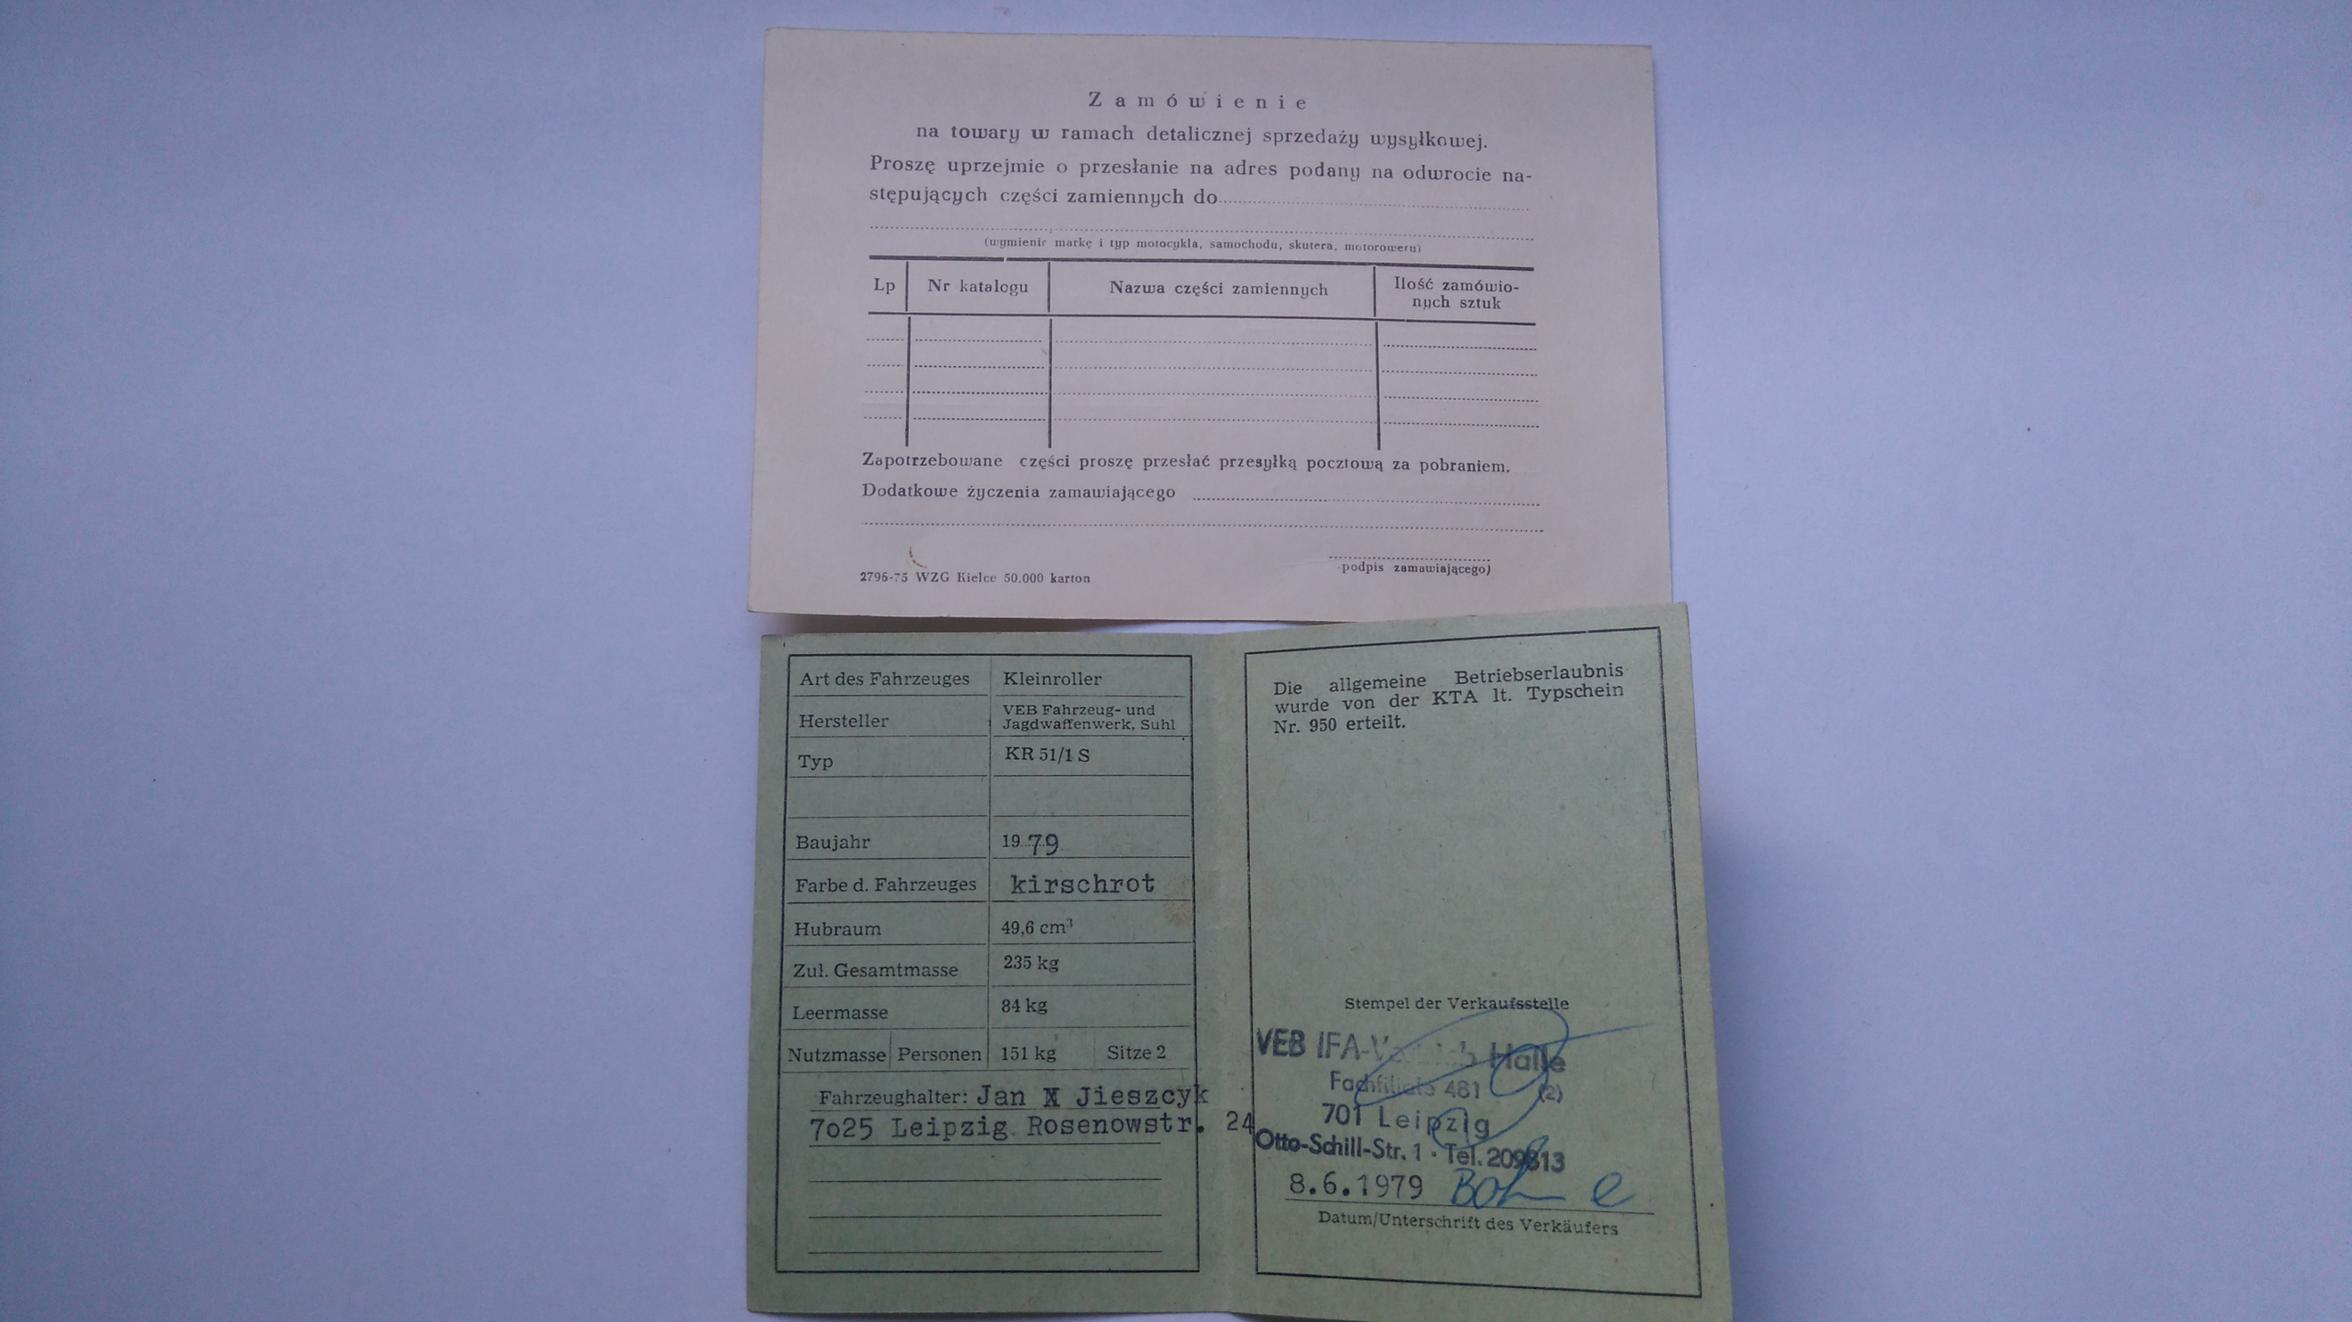 Zamówienie
na towary w ramach detalicznej sprzedaży wysyłkowej.
Proszę uprzejmie o przesłanie na adres podany na odwrocie na-
stępujących części zamiennych do
(wymienić markę i typ motocykla, samochodu, skutera, motoroweru)
Lp Nr katalogu Nazwa części zamiennych Ilość zamówio-
nych sztuk
Zapotrzebowane części proszę przesłać przesyłką pocztową za pobraniem.
Dodatkowe życzenia zamawiającego
podpis zamawiającego)
2796-75 WZG Kielce 50.000 karton
Art des Fahrzeuges Kleinroller
Hersteller VEB Fahrzeug- und
Jagdwaffenwerk, Suhl
Typ KR 51/1 S
Baujahr 1979
Farbe d. Fahrzeuges kirschrot
Hubraum 49,6 cm³
Zul. Gesamtmasse 235 kg
Leermasse 84 kg
Nutzmasse Personen 151 kg Sitze 2
Fahrzeughalter: Jan X Jieszcyk
7025 Leipzig Rosenowstr. 24
Die allgemeine Betriebserlaubnis
wurde von der KTA lt. Typschein
Nr. 950 erteilt.
Stempel der Verkaufsstelle
VEB IFA- Halle
Fachfiliale 481 (2)
701 Leipzig
Otto-Schill-Str. 1 · Tel. 209813
8.6.1979
Datum/Unterschrift des Verkäufers